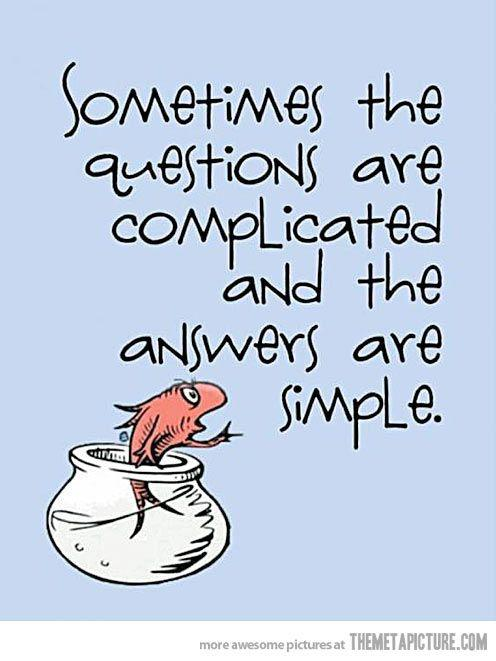 Sometimes the
questions are
complicated
and the
answers are
simple.
more awesome pictures at THEMETAPICTURE.COM